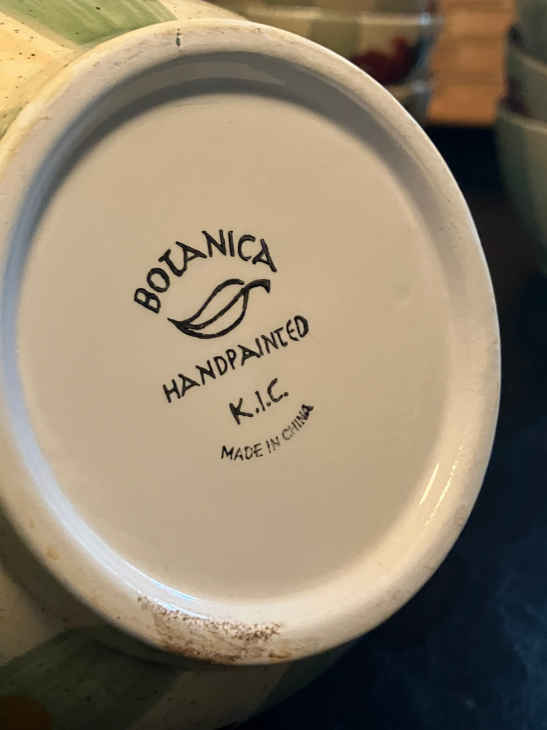 BOTANICA
HANDPAINTED
K.I.C.
MADE IN CHINA